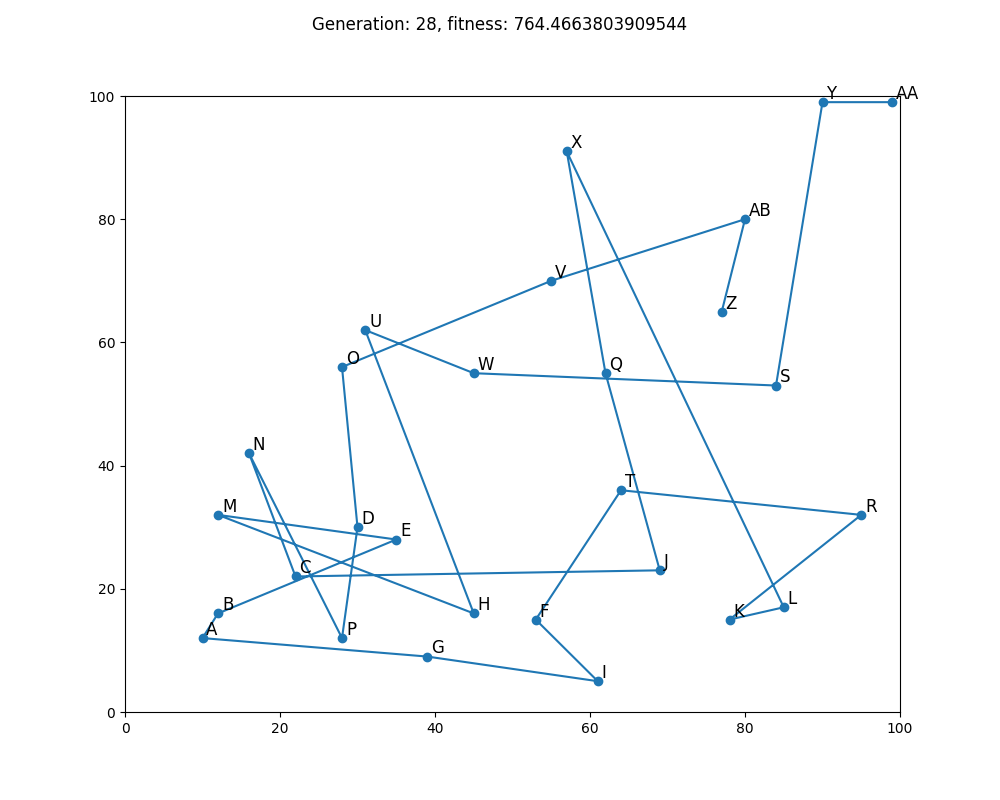 Generation: 28, fitness: 764.4663803909544
100
Y
AA
X
80
AB
V
Z
60
U
O
W
Q
S
40
N
T
M
R
D
E
20
C
J
B
H
L
F
K
A
P
G
I
0
0 20 40 60 80 100